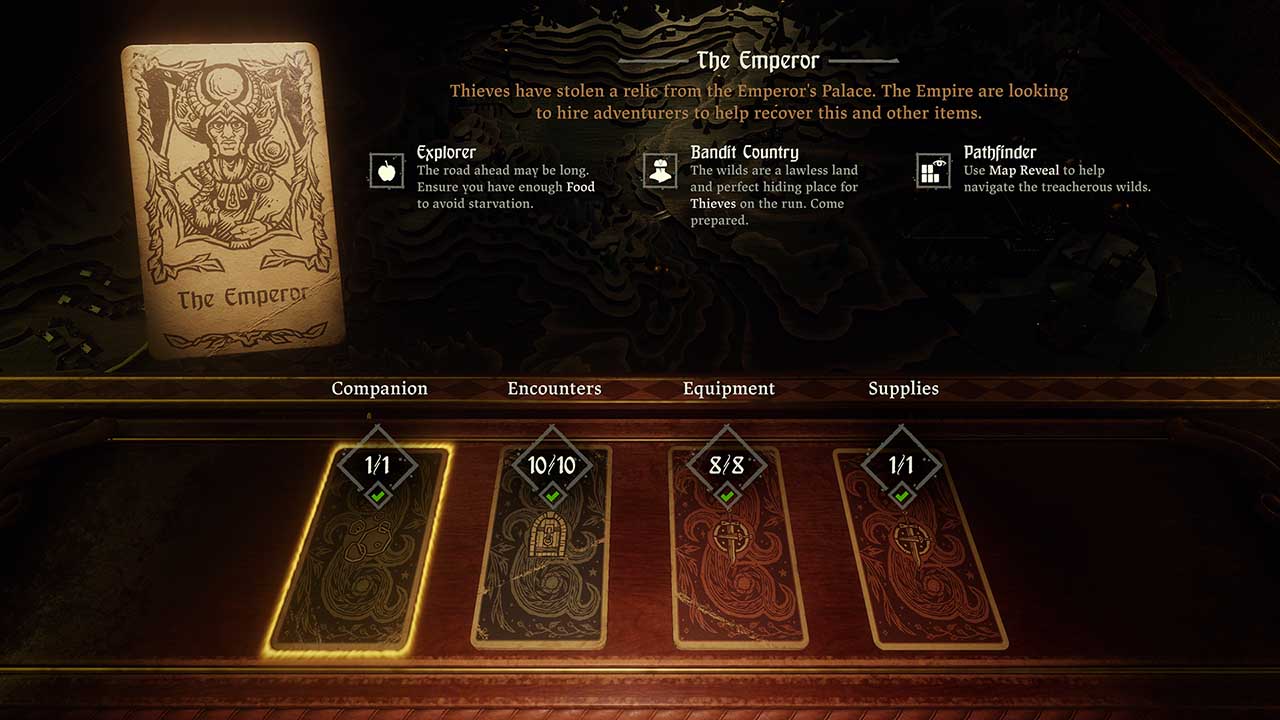 The Emperor
Thieves have stolen a relic from the Emperor's Palace. The Empire are looking
to hire adventurers to help recover this and other items.
Explorer
The road ahead may be long.
Ensure you have enough Food
to avoid starvation.
Bandit Country
The wilds are a lawless land
and perfect hiding place for
Thieves on the run. Come
prepared.
Pathfinder
Use Map Reveal to help
navigate the treacherous wilds.
The Emperor
Companion
Encounters
Equipment
Supplies
1/1
10/10
8/8
1/1